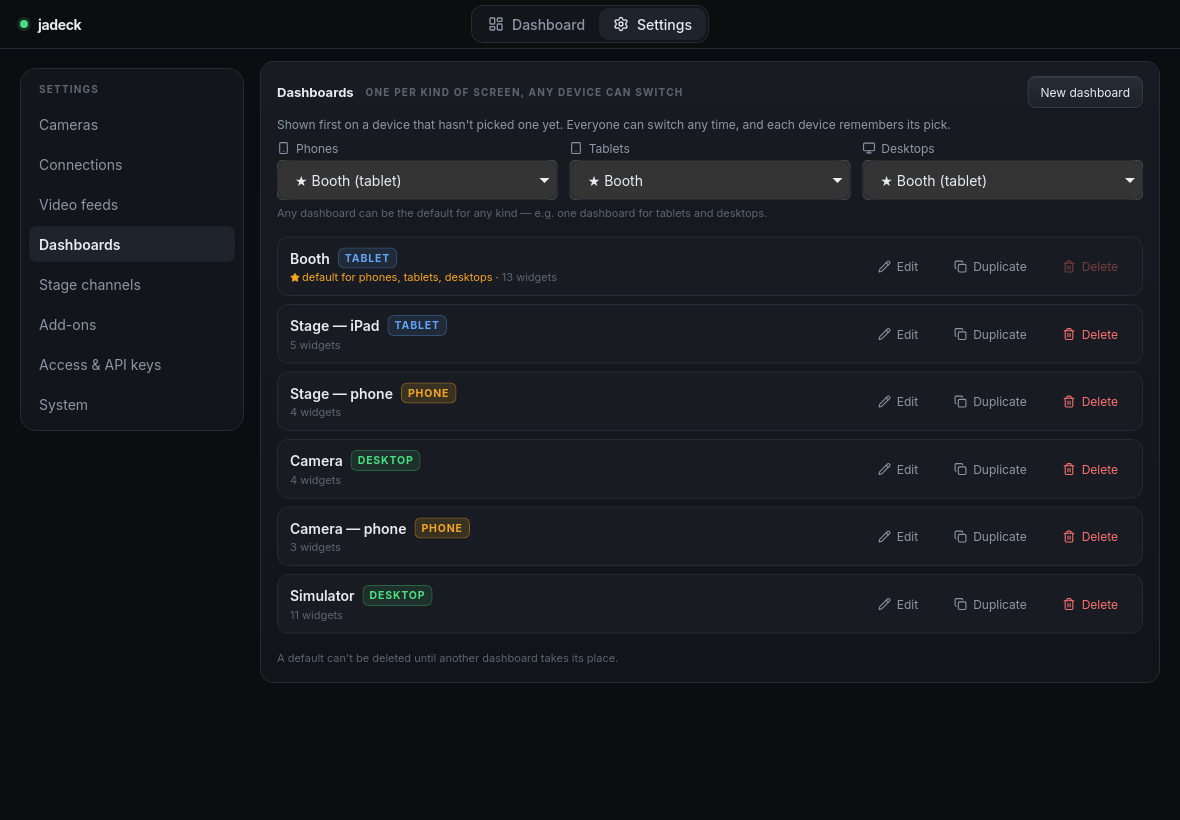 jadeck
Dashboard
Settings
SETTINGS
Cameras
Connections
Video feeds
Dashboards
Stage channels
Add-ons
Access & API keys
System
Dashboards ONE PER KIND OF SCREEN, ANY DEVICE CAN SWITCH
New dashboard
Shown first on a device that hasn't picked one yet. Everyone can switch any time, and each device remembers its pick.
Phones
★ Booth (tablet)
Tablets
★ Booth
Desktops
★ Booth (tablet)
Any dashboard can be the default for any kind — e.g. one dashboard for tablets and desktops.
Booth TABLET
★ default for phones, tablets, desktops · 13 widgets
Edit Duplicate Delete
Stage — iPad TABLET
5 widgets
Edit Duplicate Delete
Stage — phone PHONE
4 widgets
Edit Duplicate Delete
Camera DESKTOP
4 widgets
Edit Duplicate Delete
Camera — phone PHONE
3 widgets
Edit Duplicate Delete
Simulator DESKTOP
11 widgets
Edit Duplicate Delete
A default can't be deleted until another dashboard takes its place.